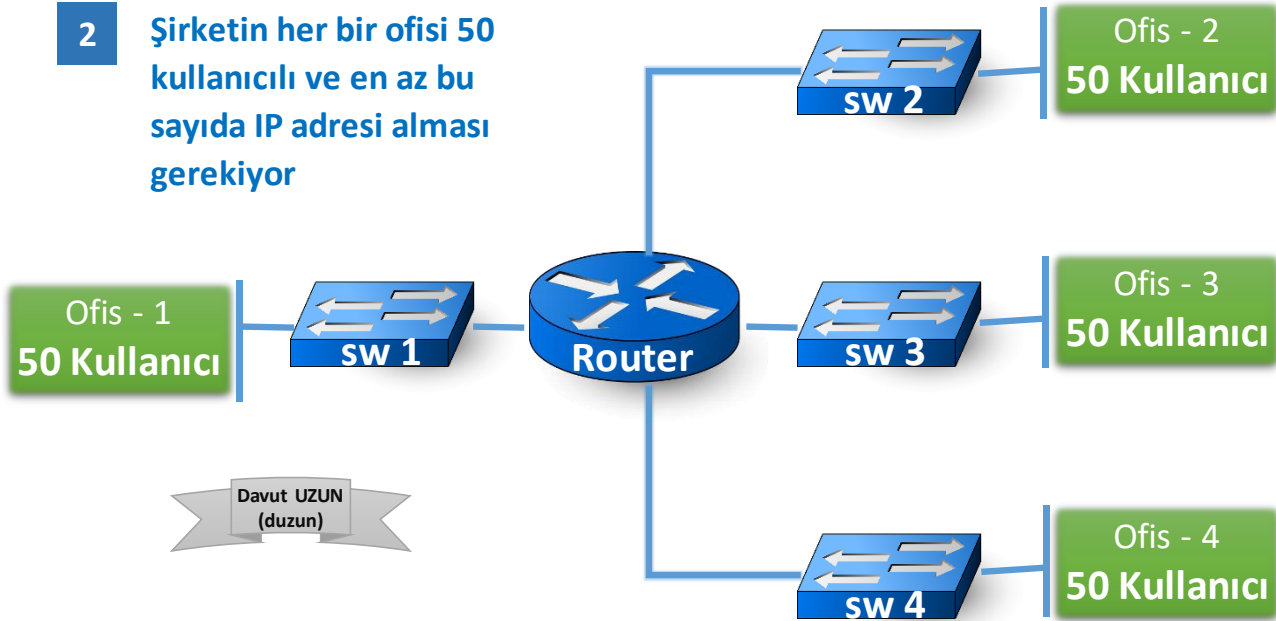 2
Şirketin her bir ofisi 50
kullanıcılı ve en az bu
sayıda IP adresi alması
gerekiyor
Ofis - 2
50 Kullanıcı
sw 2
Ofis - 1
50 Kullanıcı
sw 1
Router
sw 3
Ofis - 3
50 Kullanıcı
Davut UZUN
(duzun)
sw 4
Ofis - 4
50 Kullanıcı